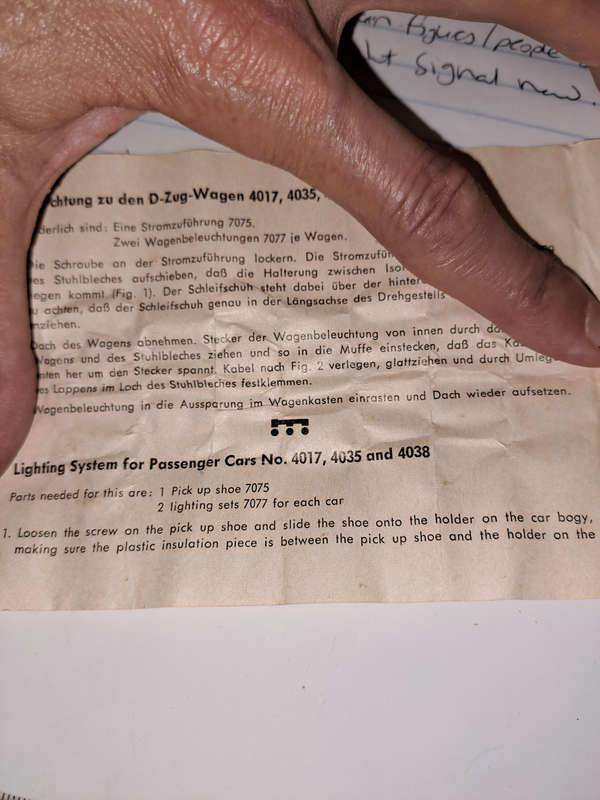 Signal new.
chtung zu den D-Zug-Wagen 4017, 4035,
derlich sind: Eine Stromzuführung 7075.
Zwei Wagenbeleuchtungen 7077 je Wagen.
ie Schraube an der Stromzuführung lockern. Die Stromzufüh
es Stuhlbleches aufschieben, daß die Halterung zwischen Isol
egen kommt (Fig. 1). Der Schleifschuh steht dabei über der hinter
u achten, daß der Schleifschuh genau in der Längsachse des Drehgestells
nziehen.
Dach des Wagens abnehmen. Stecker der Wagenbeleuchtung von innen durch da
Wagens und des Stuhlbleches ziehen und so in die Muffe einstecken, daß das Ka
nten her um den Stecker spannt. Kabel nach Fig. 2 verlegen, glattziehen und durch Umleg
es Lappens im Loch des Stuhlbleches festklemmen.
Wagenbeleuchtung in die Aussparung im Wagenkasten einrasten und Dach wieder aufsetzen.
Lighting System for Passenger Cars No. 4017, 4035 and 4038
Parts needed for this are: 1 Pick up shoe 7075
2 lighting sets 7077 for each car
1. Loosen the screw on the pick up shoe and slide the shoe onto the holder on the car bogy,
making sure the plastic insulation piece is between the pick up shoe and the holder on the